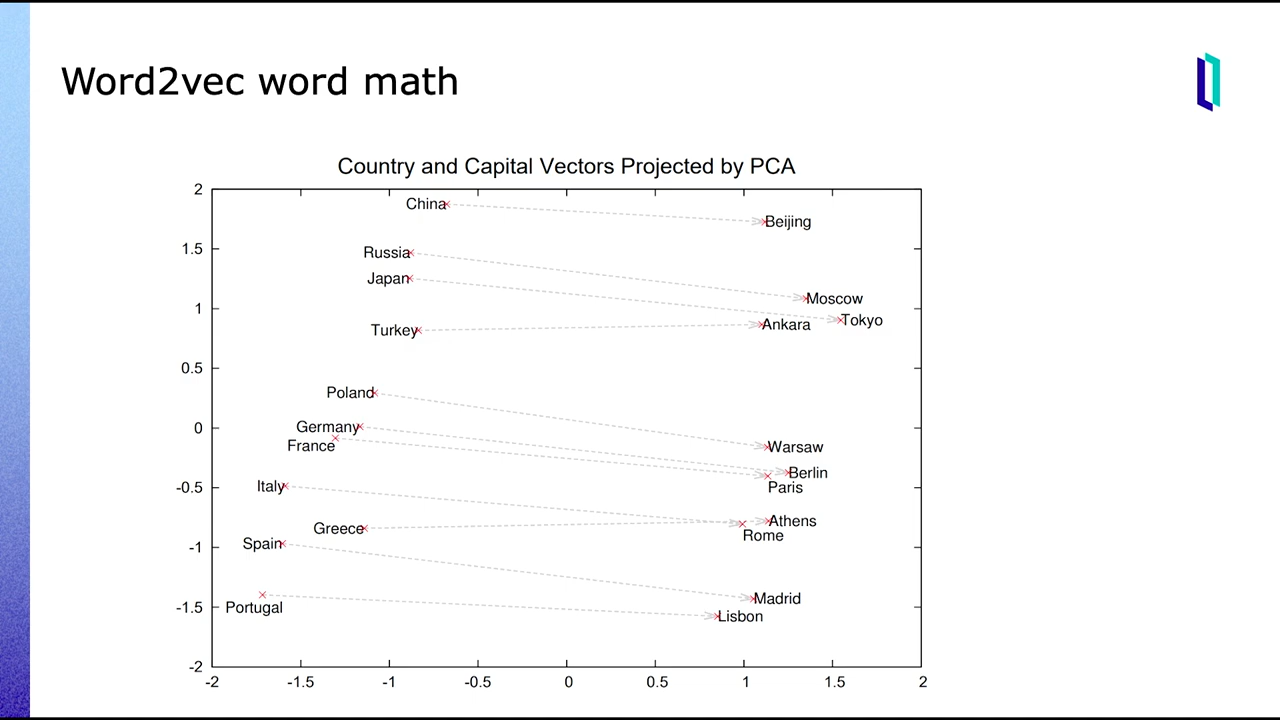 Word2vec word math
Country and Capital Vectors Projected by PCA
2
China
Beijing
1.5
Russia
Japan
Moscow
1
Tokyo
Turkey
Ankara
0.5
Poland
0
Germany
France
Warsaw
Berlin
-0.5
Italy
Paris
Greece
Athens
Rome
-1
Spain
Madrid
-1.5
Portugal
Lisbon
-2
-2
-1.5
-1
-0.5
0
0.5
1
1.5
2